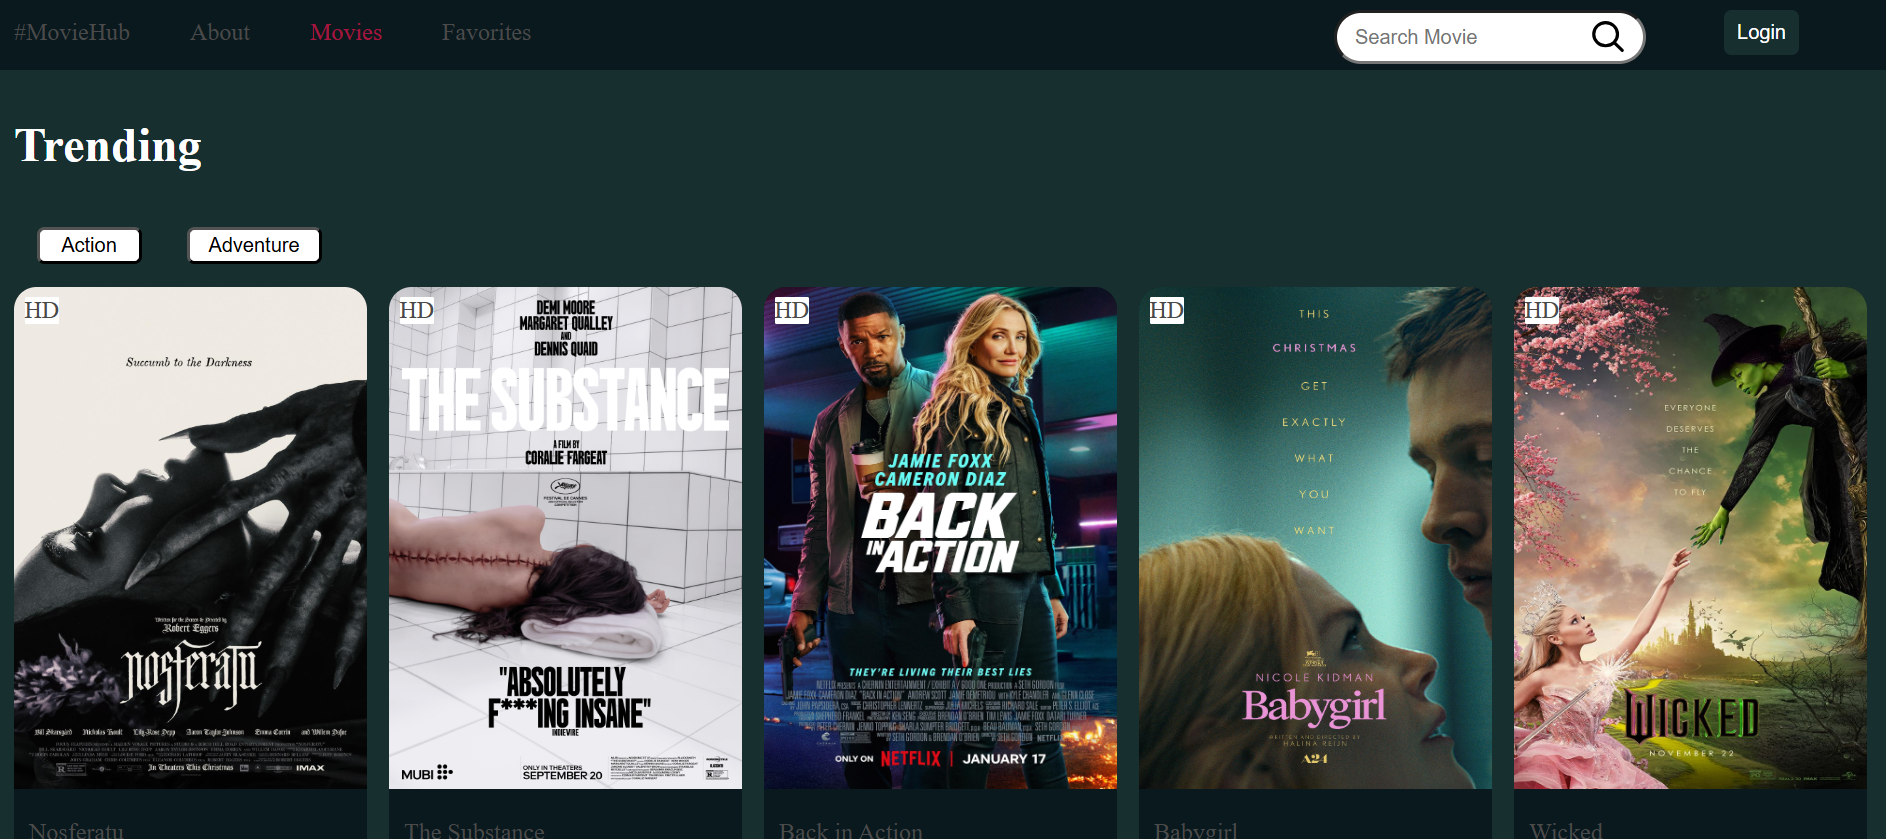 #MovieHub About Movies Favorites Search Movie Login
Trending
Action Adventure
HD
Succumb to the Darkness
Written for the Screen & Directed by
Robert Eggers
nosferatu
Bill Skarsgård Nicholas Hoult Lily-Rose Depp Aaron Taylor-Johnson Emma Corrin and Willem Dafoe
In Theaters This Christmas
IMAX
HD
DEMI MOORE
MARGARET QUALLEY
AND
DENNIS QUAID
THE SUBSTANCE
A FILM BY
CORALIE FARGEAT
FESTIVAL DE CANNES
"ABSOLUTELY
F***ING INSANE"
INDIEWIRE
MUBI
ONLY IN THEATERS
SEPTEMBER 20
HD
JAMIE FOXX
CAMERON DIAZ
BACK
IN ACTION
THEY'RE LIVING THEIR BEST LIES
ONLY ON NETFLIX | JANUARY 17
HD
THIS
CHRISTMAS
GET
EXACTLY
WHAT
YOU
WANT
NICOLE KIDMAN
Babygirl
WRITTEN AND DIRECTED BY
HALINA REIJN
A24
HD
EVERYONE
DESERVES
THE
CHANCE
TO FLY
WICKED
NOVEMBER 22
Nosferatu
The Substance
Back in Action
Babygirl
Wicked